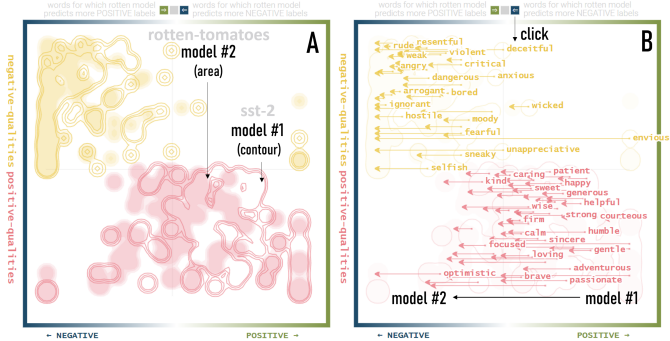 words for which rotten model
predicts more POSITIVE labels
words for which rotten model
predicts more NEGATIVE labels
rotten-tomatoes
A
model #2
(area)
sst-2
model #1
(contour)
negative-qualities
positive-qualities
← NEGATIVE
POSITIVE →
words for which rotten model
predicts more POSITIVE labels
words for which rotten model
predicts more NEGATIVE labels
click
B
resentful
rude
deceitful
violent
weak
critical
angry
anxious
dangerous
arrogant
bored
ignorant
wicked
hostile
moody
fearful
envious
unappreciative
sneaky
selfish
patient
caring
kind
happy
sweet
generous
helpful
wise
strong
courteous
firm
calm
humble
sincere
focused
gentle
loving
adventurous
optimistic
brave
passionate
model #2
model #1
negative-qualities
positive-qualities
← NEGATIVE
POSITIVE →